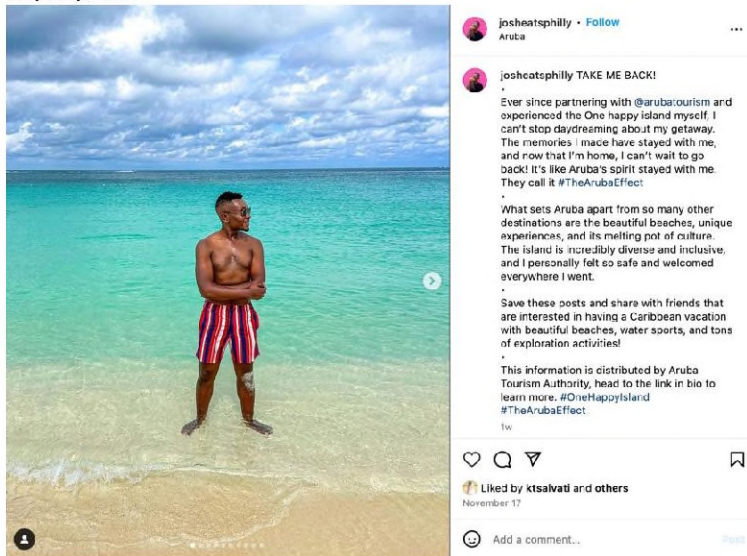 josheatsphilly • Follow
Aruba
josheatsphilly TAKE ME BACK!
•
Ever since partnering with @arubatourism and
experienced the One happy island myself, I
can't stop daydreaming about my getaway.
The memories I made have stayed with me,
and now that I'm home, I can't wait to go
back! It's like Aruba's spirit stayed with me.
They call it #TheArubaEffect
•
What sets Aruba apart from so many other
destinations are the beautiful beaches, unique
experiences, and its melting pot of culture.
The island is incredibly diverse and inclusive,
and I personally felt so safe and welcomed
everywhere I went.
•
Save these posts and share with friends that
are interested in having a Caribbean vacation
with beautiful beaches, water sports, and tons
of exploration activities!
•
This information is distributed by Aruba
Tourism Authority, head to the link in bio to
learn more. #OneHappyIsland
#TheArubaEffect
1w
Liked by ktsalvati and others
November 17
Add a comment...
Post